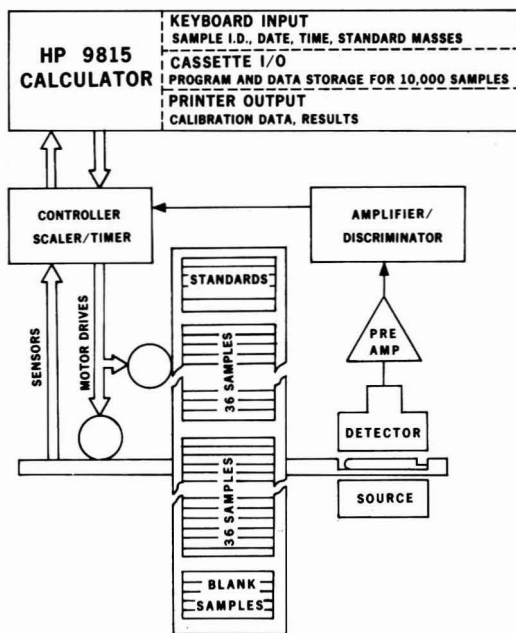 HP 9815
CALCULATOR
KEYBOARD INPUT
SAMPLE I.D., DATE, TIME, STANDARD MASSES
CASSETTE I/O
PROGRAM AND DATA STORAGE FOR 10,000 SAMPLES
PRINTER OUTPUT
CALIBRATION DATA, RESULTS
CONTROLLER
SCALER/TIMER
AMPLIFIER/
DISCRIMINATOR
SENSORS
MOTOR DRIVES
STANDARDS
36 SAMPLES
36 SAMPLES
BLANK
SAMPLES
PRE
AMP
DETECTOR
SOURCE